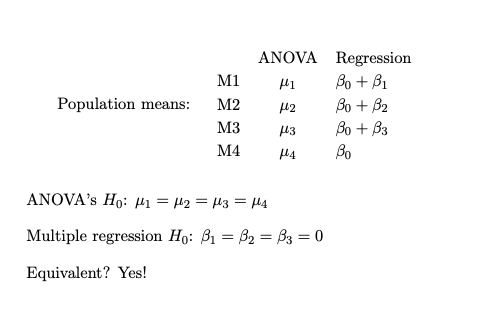 ANOVA Regression
M1 μ₁ β₀ + β₁
Population means: M2 μ₂ β₀ + β₂
M3 μ₃ β₀ + β₃
M4 μ₄ β₀
ANOVA's H₀: μ₁ = μ₂ = μ₃ = μ₄
Multiple regression H₀: β₁ = β₂ = β₃ = 0
Equivalent? Yes!